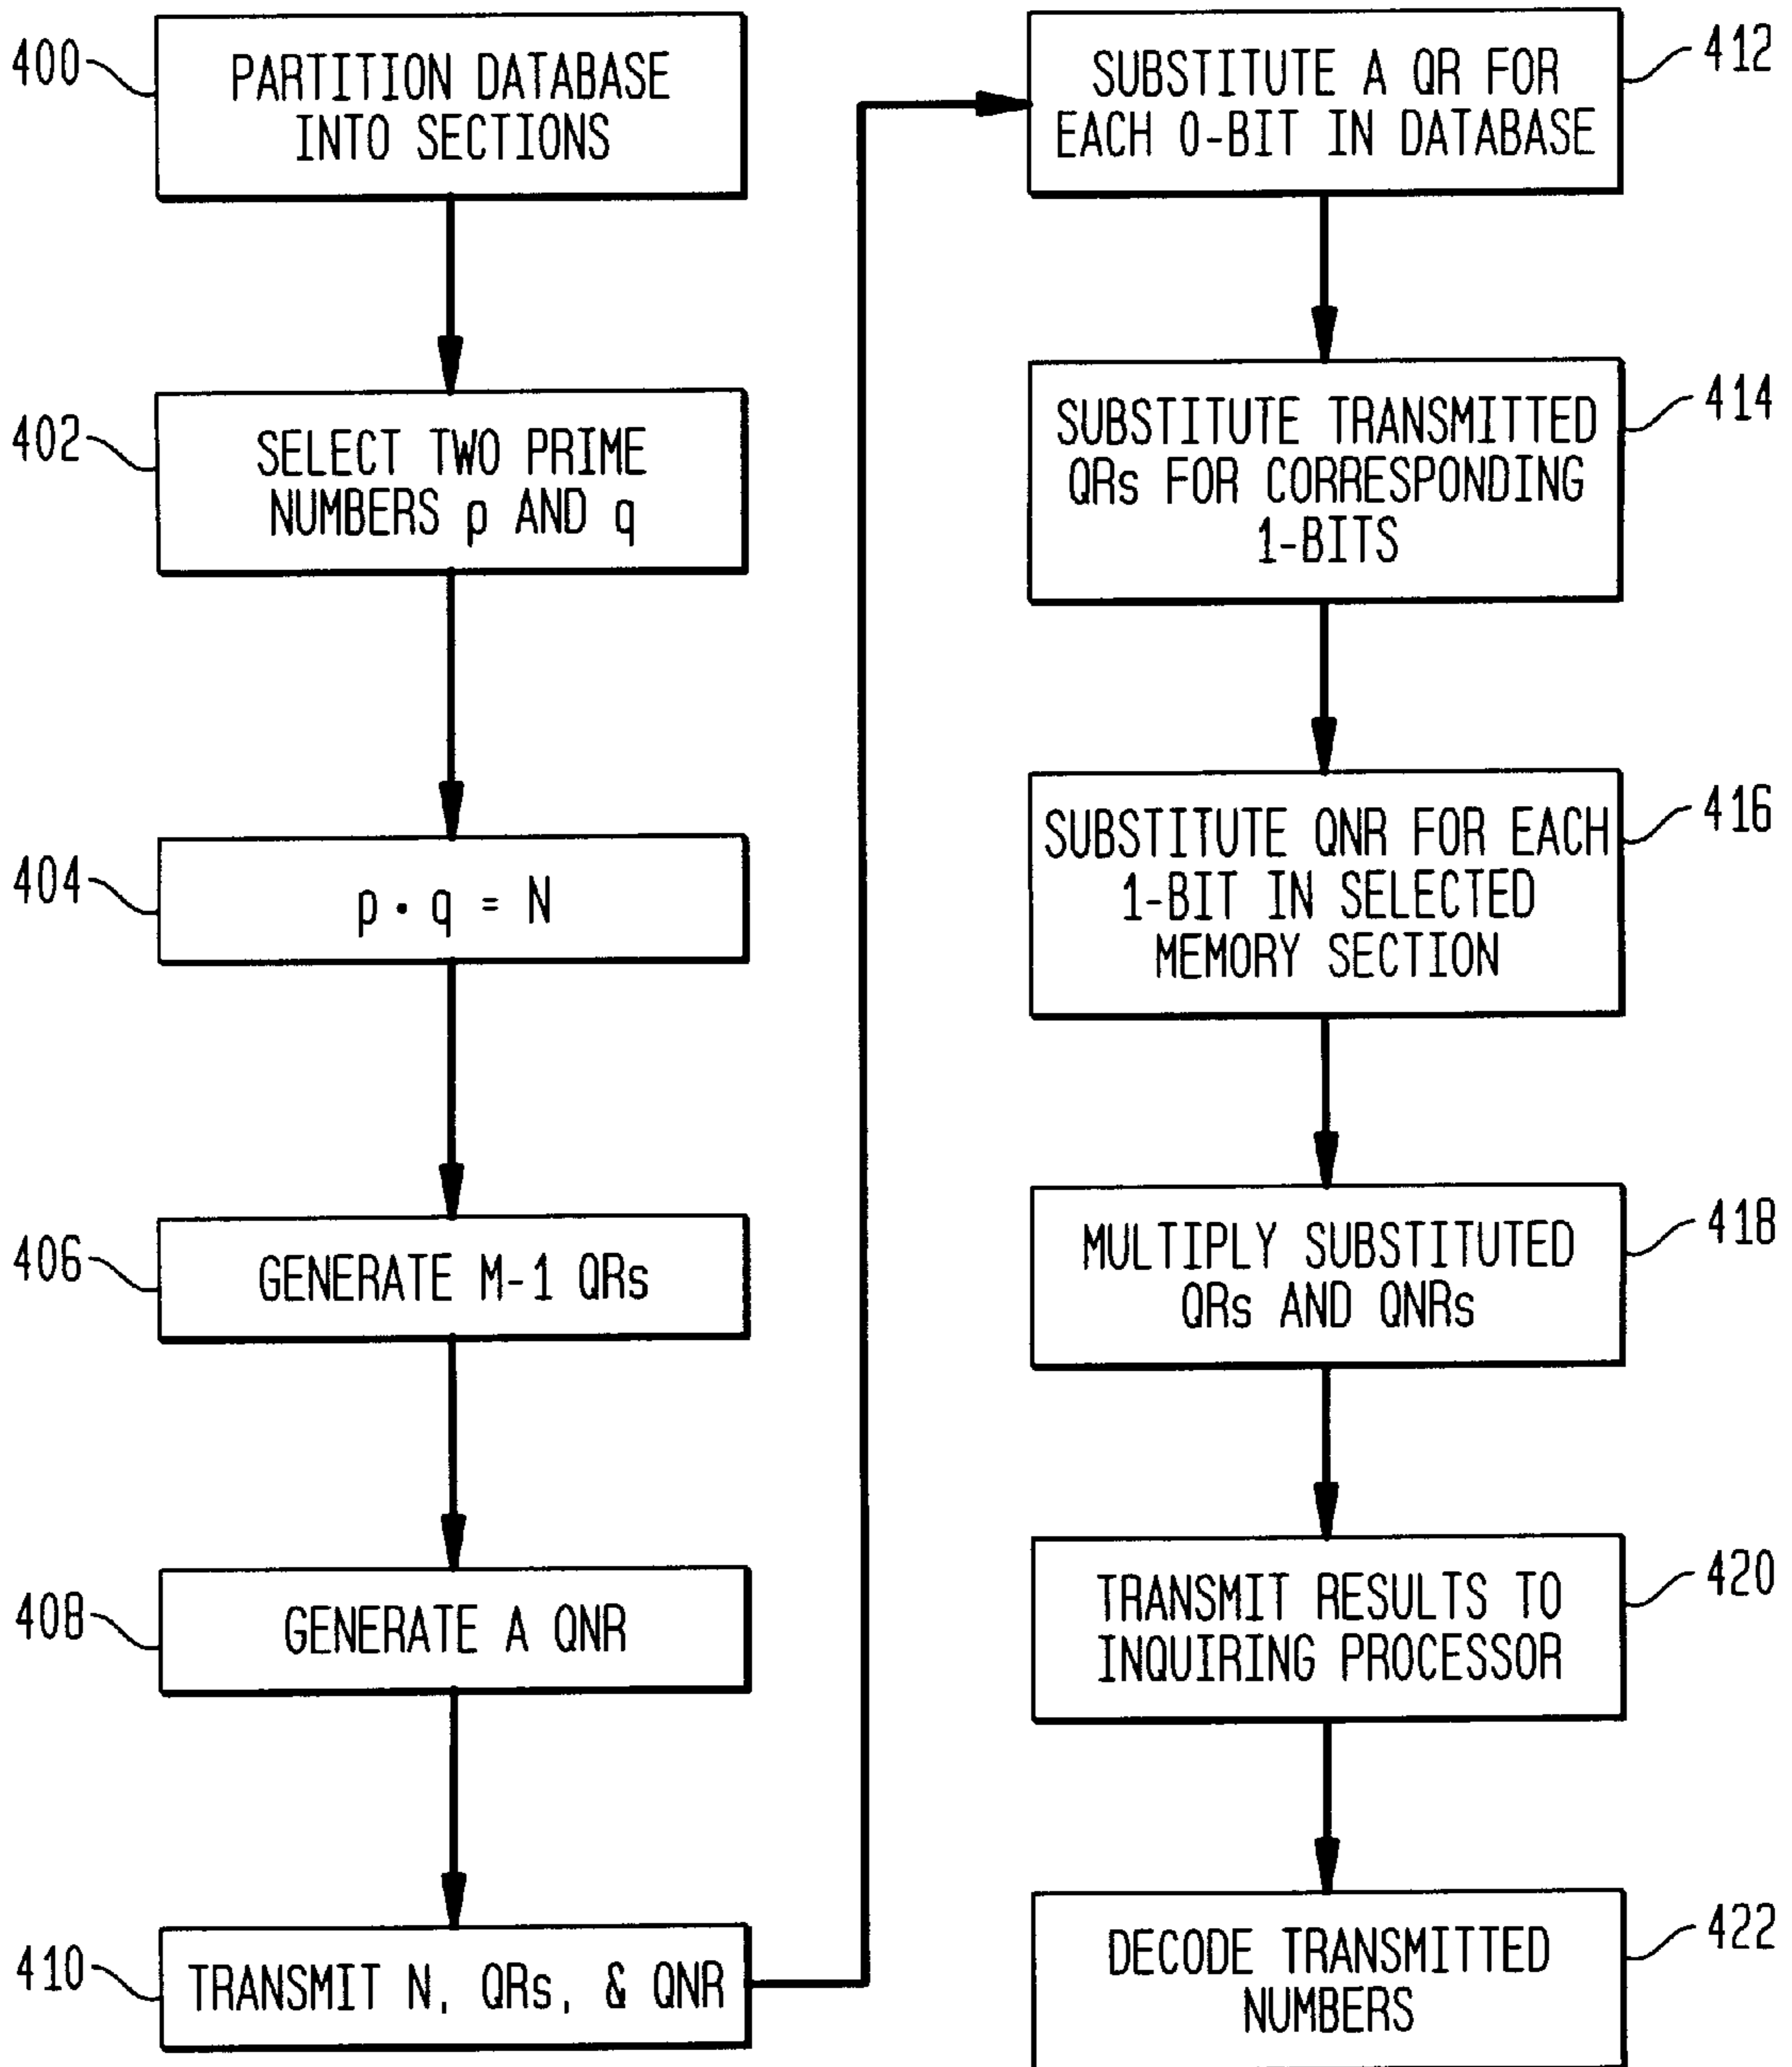 400
PARTITION DATABASE
INTO SECTIONS
402
SELECT TWO PRIME
NUMBERS p AND q
404
p · q = N
406
GENERATE M-1 QRs
408
GENERATE A QNR
410
TRANSMIT N, QRs, & QNR
412
SUBSTITUTE A QR FOR
EACH 0-BIT IN DATABASE
414
SUBSTITUTE TRANSMITTED
QRs FOR CORRESPONDING
1-BITS
416
SUBSTITUTE QNR FOR EACH
1-BIT IN SELECTED
MEMORY SECTION
418
MULTIPLY SUBSTITUTED
QRs AND QNRs
420
TRANSMIT RESULTS TO
INQUIRING PROCESSOR
422
DECODE TRANSMITTED
NUMBERS